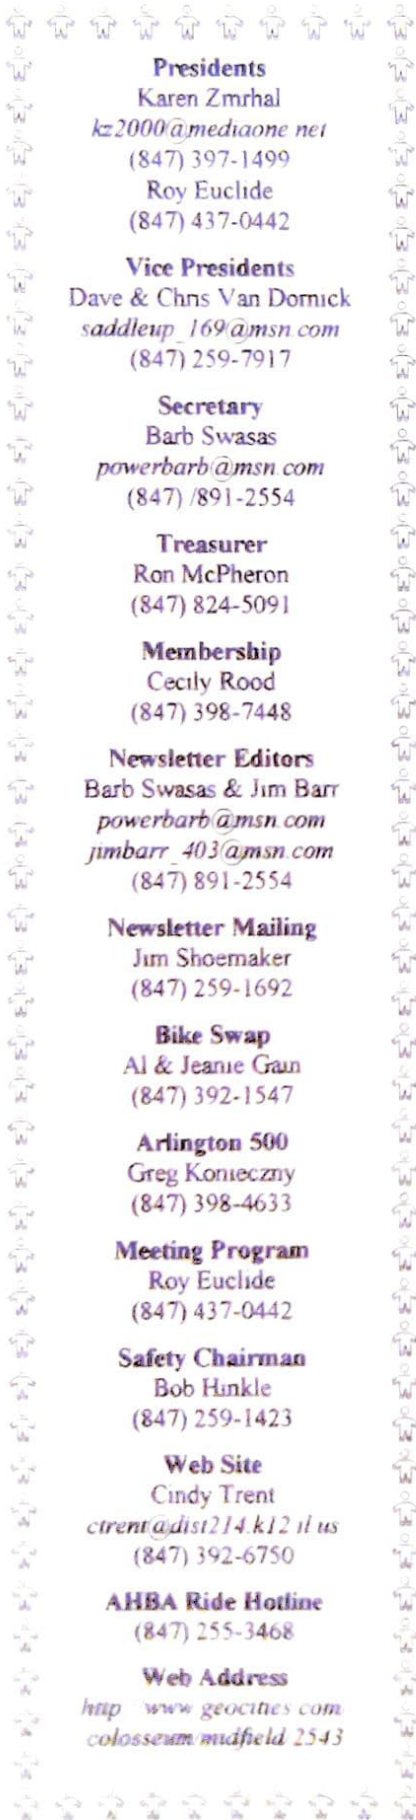 Presidents
Karen Zmrhal
kz2000@mediaone net
(847) 397-1499
Roy Euclide
(847) 437-0442
Vice Presidents
Dave & Chris Van Dornick
saddleup_169@msn.com
(847) 259-7917
Secretary
Barb Swasas
powerbarb@msn.com
(847) /891-2554
Treasurer
Ron McPheron
(847) 824-5091
Membership
Cecily Rood
(847) 398-7448
Newsletter Editors
Barb Swasas & Jim Barr
powerbarb@msn.com
jimbarr_403@msn.com
(847) 891-2554
Newsletter Mailing
Jim Shoemaker
(847) 259-1692
Bike Swap
Al & Jeanie Gain
(847) 392-1547
Arlington 500
Greg Konieczny
(847) 398-4633
Meeting Program
Roy Euclide
(847) 437-0442
Safety Chairman
Bob Hinkle
(847) 259-1423
Web Site
Cindy Trent
ctrent@dist214.k12 il us
(847) 392-6750
AHBA Ride Hotline
(847) 255-3468
Web Address
http www geocities com
colosseum/midfield 2543